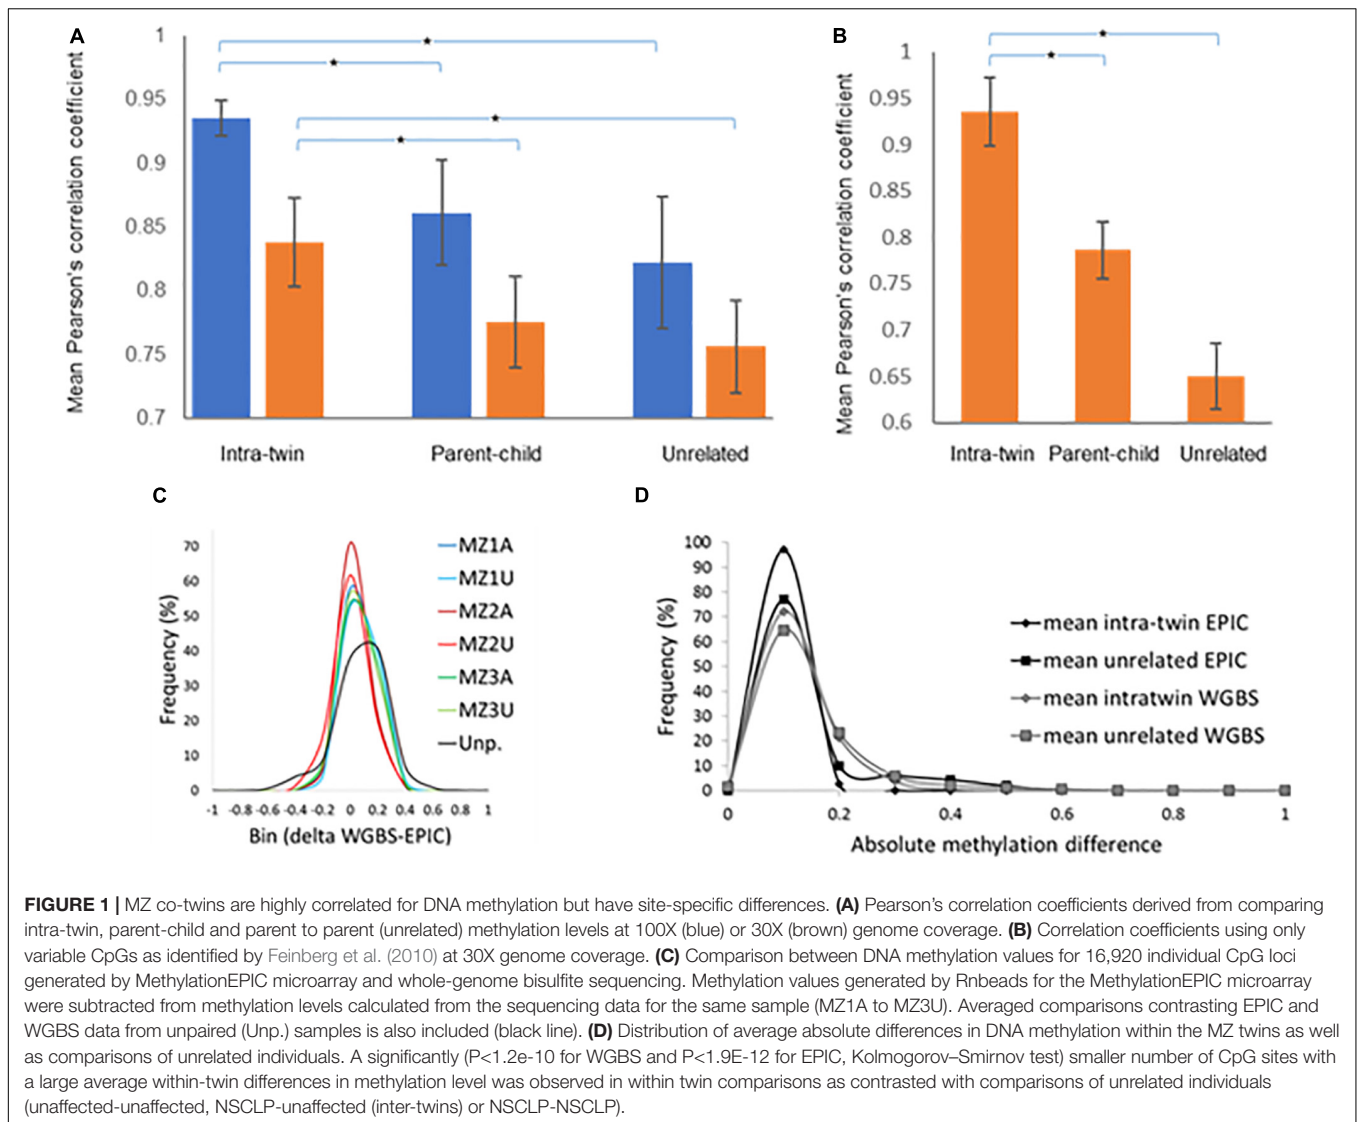 A
Mean Pearson's correlation coefficient
1
0.95
0.9
0.85
0.8
0.75
0.7
Intra-twin Parent-child Unrelated
B
Mean Pearson's correlation coefficient
1
0.95
0.9
0.85
0.8
0.75
0.7
0.65
0.6
Intra-twin Parent-child Unrelated
C
Frequency (%)
70
60
50
40
30
20
10
0
-1 -0.8 -0.6 -0.4 -0.2 0 0.2 0.4 0.6 0.8 1
Bin (delta WGBS-EPIC)
MZ1A
MZ1U
MZ2A
MZ2U
MZ3A
MZ3U
Unp.
D
Frequency (%)
100
90
80
70
60
50
40
30
20
10
0
0 0.2 0.4 0.6 0.8 1
Absolute methylation difference
mean intra-twin EPIC
mean unrelated EPIC
mean intratwin WGBS
mean unrelated WGBS
FIGURE 1 | MZ co-twins are highly correlated for DNA methylation but have site-specific differences. (A) Pearson's correlation coefficients derived from comparing
intra-twin, parent-child and parent to parent (unrelated) methylation levels at 100X (blue) or 30X (brown) genome coverage. (B) Correlation coefficients using only
variable CpGs as identified by Feinberg et al. (2010) at 30X genome coverage. (C) Comparison between DNA methylation values for 16,920 individual CpG loci
generated by MethylationEPIC microarray and whole-genome bisulfite sequencing. Methylation values generated by Rnbeads for the MethylationEPIC microarray
were subtracted from methylation levels calculated from the sequencing data for the same sample (MZ1A to MZ3U). Averaged comparisons contrasting EPIC and
WGBS data from unpaired (Unp.) samples is also included (black line). (D) Distribution of average absolute differences in DNA methylation within the MZ twins as well
as comparisons of unrelated individuals. A significantly (P<1.2e-10 for WGBS and P<1.9E-12 for EPIC, Kolmogorov–Smirnov test) smaller number of CpG sites with
a large average within-twin differences in methylation level was observed in within twin comparisons as contrasted with comparisons of unrelated individuals
(unaffected-unaffected, NSCLP-unaffected (inter-twins) or NSCLP-NSCLP).